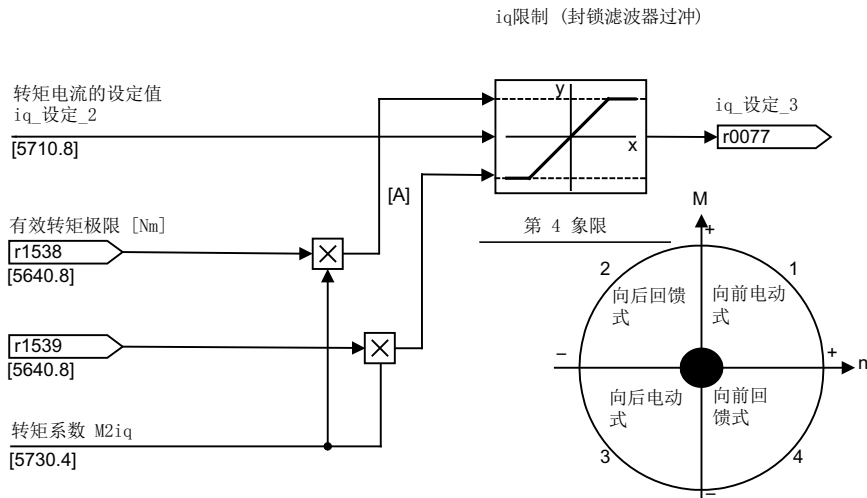 iq限制 (封锁滤波器过冲)
转矩电流的设定值
iq_设定_2
[5710.8]
y
x
iq_设定_3
r0077
[A]
有效转矩极限 [Nm]
r1538
[5640.8]
r1539
[5640.8]
转矩系数 M2iq
[5730.4]
第 4 象限
M
+
2
1
向后回馈
式
向前电动
式
–
+
n
向后电动
式
向前回
馈式
3
4
–